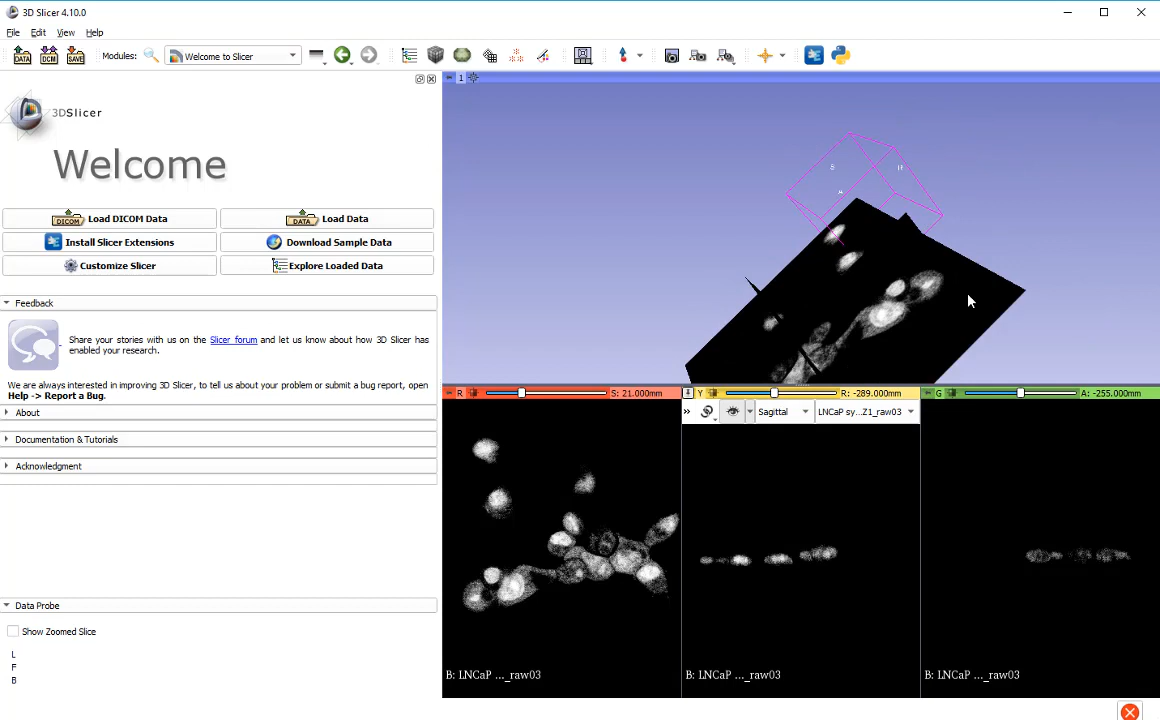 3D Slicer 4.10.0
File Edit View Help
DATA DCM SAVE Modules: Welcome to Slicer
1
3DSlicer
Welcome
DICOM Load DICOM Data
DATA Load Data
Install Slicer Extensions
Download Sample Data
Customize Slicer
Explore Loaded Data
Feedback
Share your stories with us on the Slicer forum and let us know about how 3D Slicer has
enabled your research.
We are always interested in improving 3D Slicer, to tell us about your problem or submit a bug report, open
Help -> Report a Bug.
About
Documentation & Tutorials
Acknowledgment
Data Probe
Show Zoomed Slice
L
F
B
S
A
R S: 21.000mm
Y R: -289.000mm
G A: -255.000mm
Sagittal LNCaP sy...Z1_raw03
B: LNCaP ..._raw03
B: LNCaP ..._raw03
B: LNCaP ..._raw03